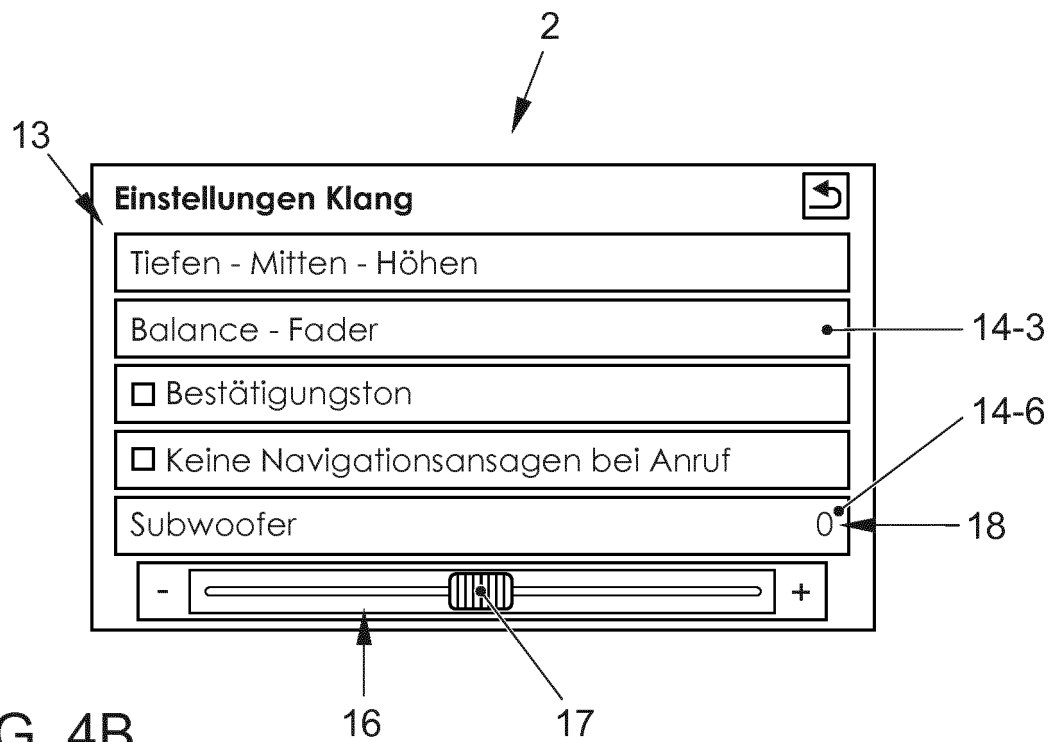 2
13
Einstellungen Klang
Tiefen - Mitten - Höhen
Balance - Fader
14-3
Bestätigungston
14-6
Keine Navigationsansagen bei Anruf
Subwoofer 0
18
- +
16 17
G. 4B